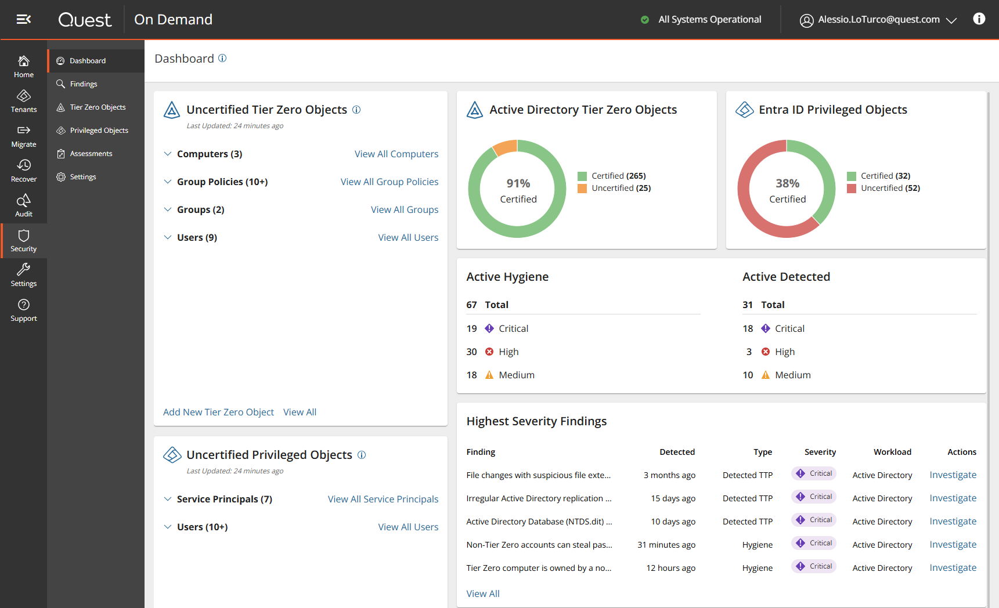 Quest
On Demand
All Systems Operational
Alessio.LoTurco@quest.com
Home
Tenants
Migrate
Recover
Audit
Security
Settings
Support
Dashboard
Findings
Tier Zero Objects
Privileged Objects
Assessments
Settings
Dashboard
Uncertified Tier Zero Objects
Last Updated: 24 minutes ago
Computers (3) View All Computers
Group Policies (10+) View All Group Policies
Groups (2) View All Groups
Users (9) View All Users
Add New Tier Zero Object View All
Uncertified Privileged Objects
Last Updated: 24 minutes ago
Service Principals (7) View All Service Principals
Users (10+) View All Users
Active Directory Tier Zero Objects
91%
Certified
Certified (265)
Uncertified (25)
Entra ID Privileged Objects
38%
Certified
Certified (32)
Uncertified (52)
Active Hygiene
67 Total
19 Critical
30 High
18 Medium
Active Detected
31 Total
18 Critical
3 High
10 Medium
Highest Severity Findings
Finding Detected Type Severity Workload Actions
File changes with suspicious file exte... 3 months ago Detected TTP Critical Active Directory Investigate
Irregular Active Directory replication ... 15 days ago Detected TTP Critical Active Directory Investigate
Active Directory Database (NTDS.dit) ... 10 days ago Detected TTP Critical Active Directory Investigate
Non-Tier Zero accounts can steal pas... 31 minutes ago Hygiene Critical Active Directory Investigate
Tier Zero computer is owned by a no... 12 hours ago Hygiene Critical Active Directory Investigate
View All